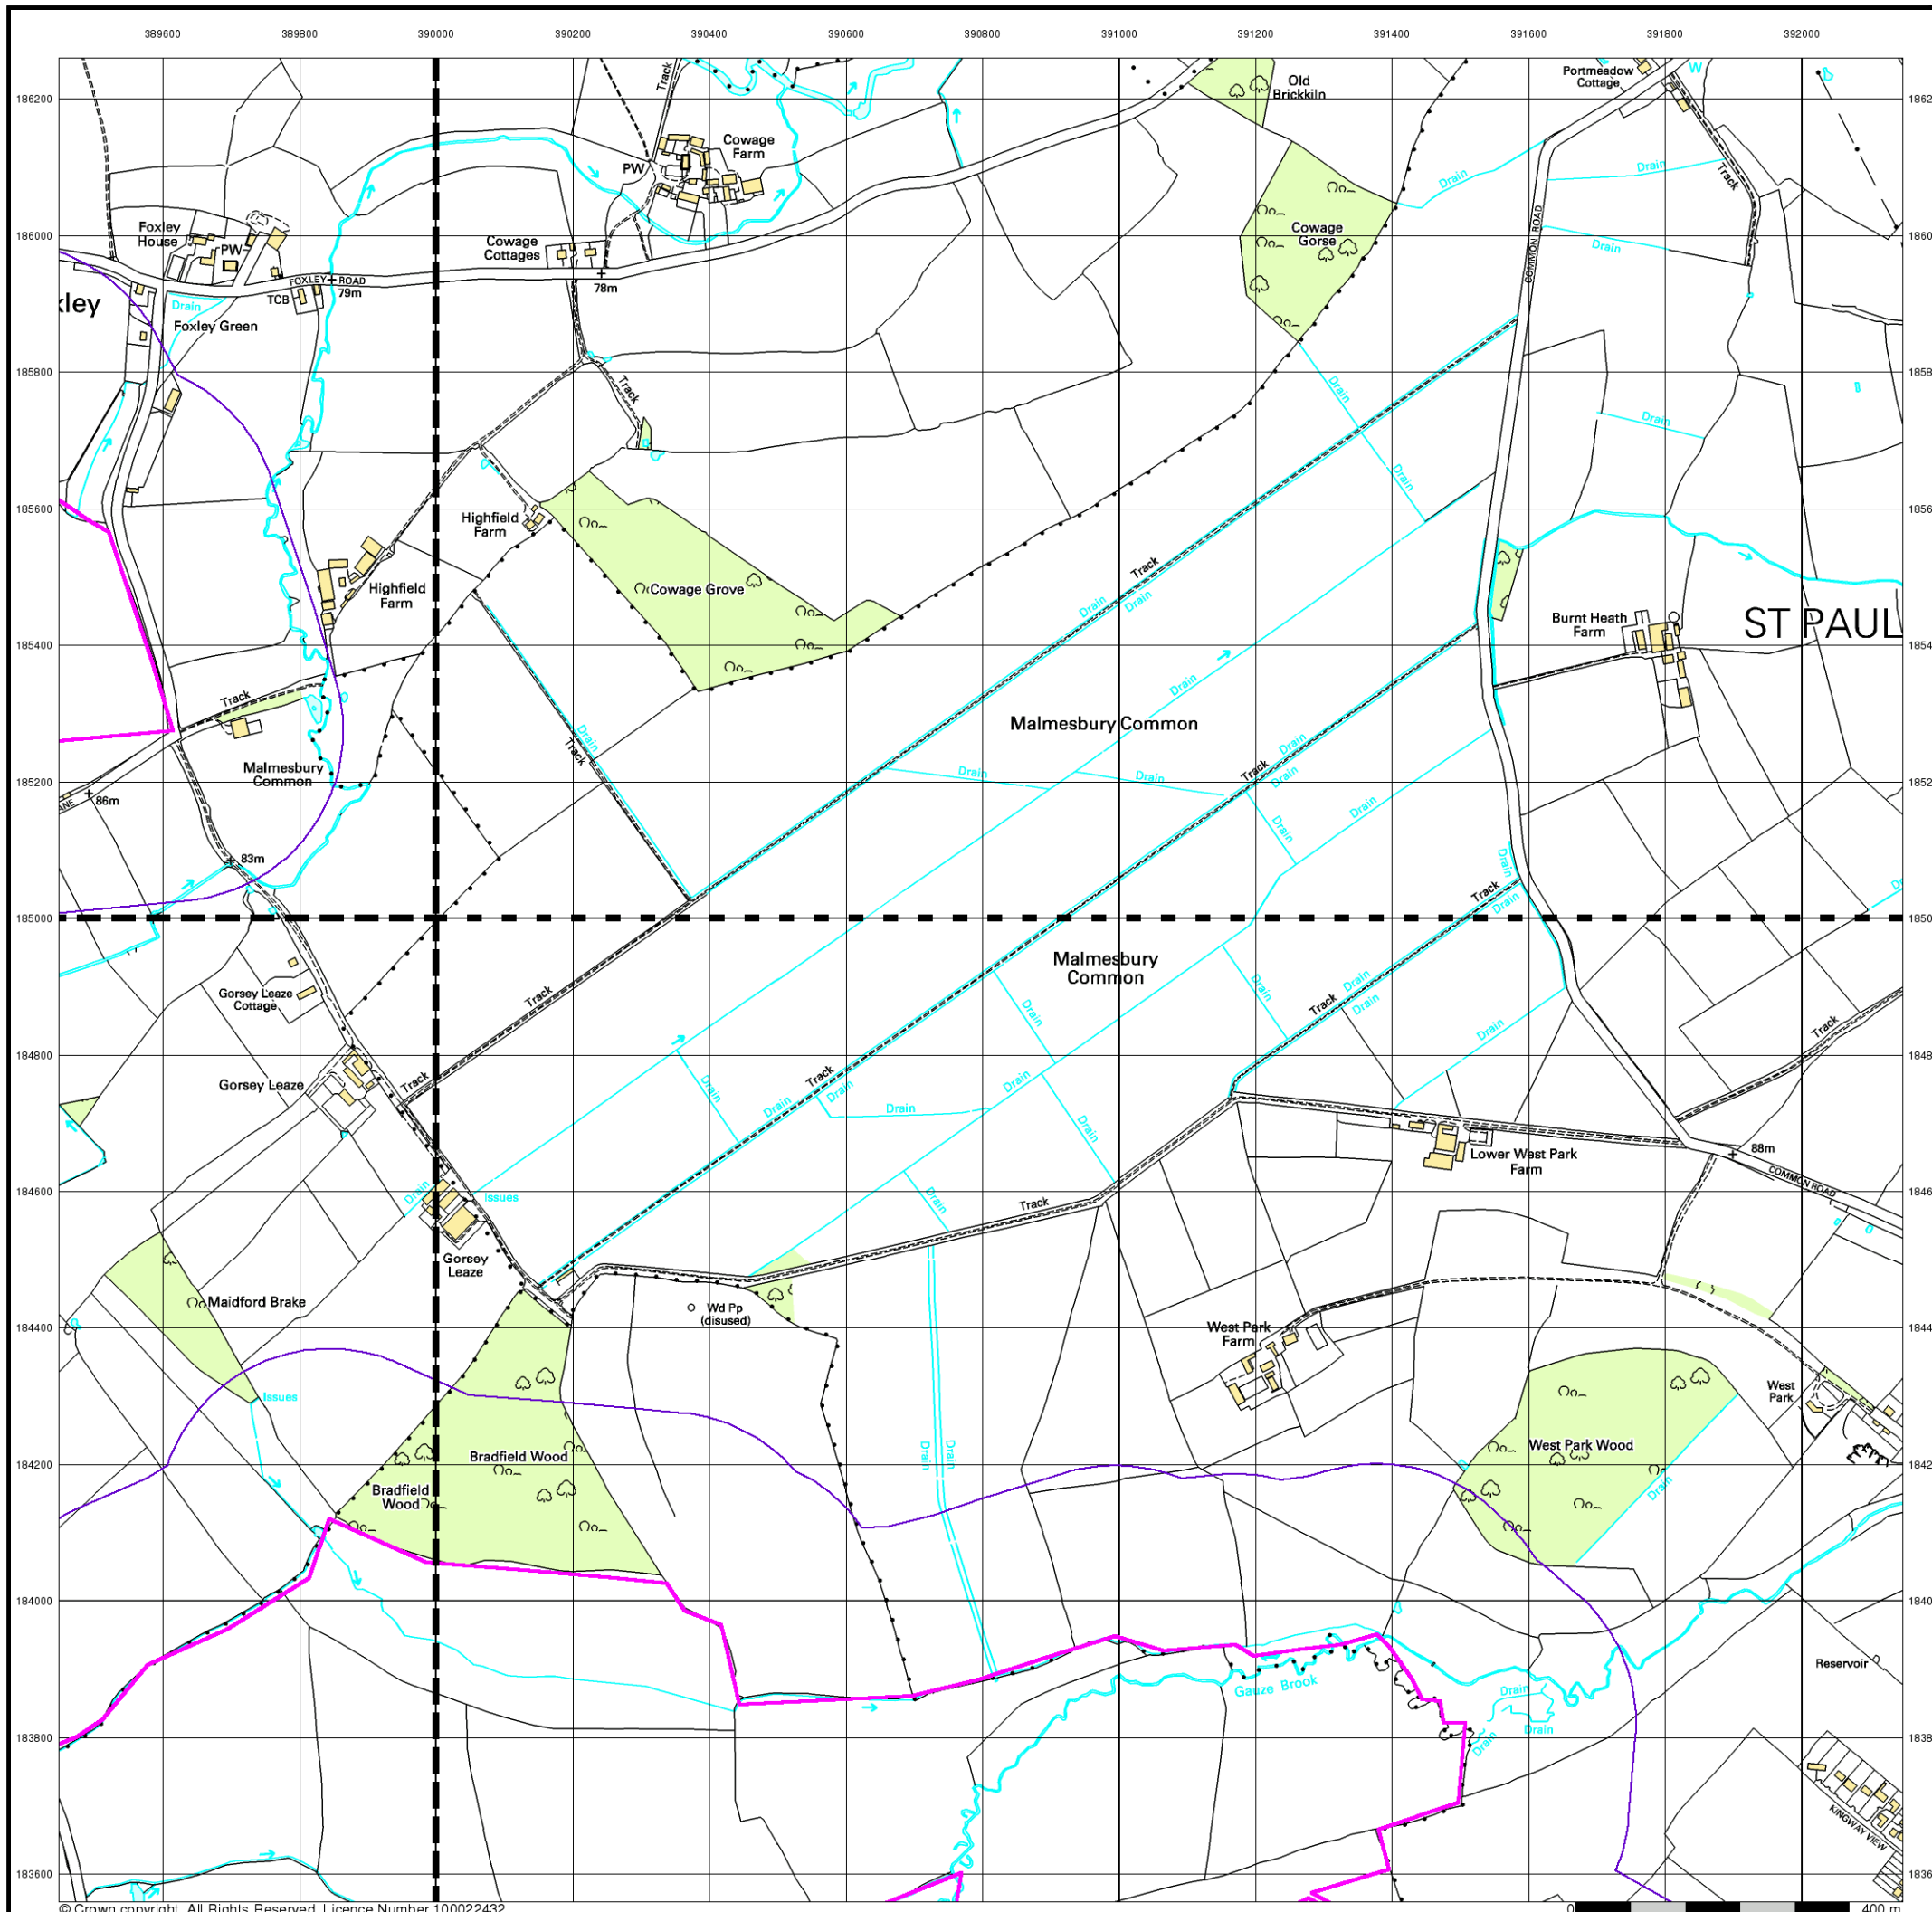 389600 389800 390000 390200 390400 390600 390800 391000 391200 391400 391600 391800 392000
186200
Track
Old
Brickkiln
Portmeadow
Cottage
W
Cowage
Farm
PW
Drain
Drain
Track
186000
Foxley
House
PW
Cowage
Cottages
Cowage
Gorse
COMMON ROAD
Drain
FOXLEY ROAD
79m
78m
TCB
Drain
Foxley Green
185800
Track
Drain
Drain
Drain
185600
Highfield
Farm
Highfield
Farm
Cowage Grove
Track
Drain
Drain
Burnt Heath
Farm
ST PAUL
185400
Track
Drain
Malmesbury Common
Drain
Track
Drain
Track
Drain
Malmesbury
Common
Drain
Drain
185200
86m
Drain
Drain
83m
Drain
Track
Drain
185000
Malmesbury
Common
Gorsey Leaze
Cottage
Track
Drain
Drain
Drain
Track
Drain
Drain
Track
184800
Gorsey Leaze
Track
Drain
Track
Drain
Drain
Drain
Drain
Drain
88m
Lower West Park
Farm
COMMON ROAD
184600
Drain
Issues
Drain
Track
Gorsey
Leaze
Maidford Brake
Wd Pp
(disused)
184400
West Park
Farm
West
Park
Issues
Bradfield Wood
Drain
Drain
West Park Wood
184200
Bradfield
Wood
Drain
184000
Reservoir
Gauze Brook
Drain
Drain
Drain
183800
KINGWAY VIEW
183600
© Crown copyright. All Rights Reserved. Licence Number 100022432
0 400 m